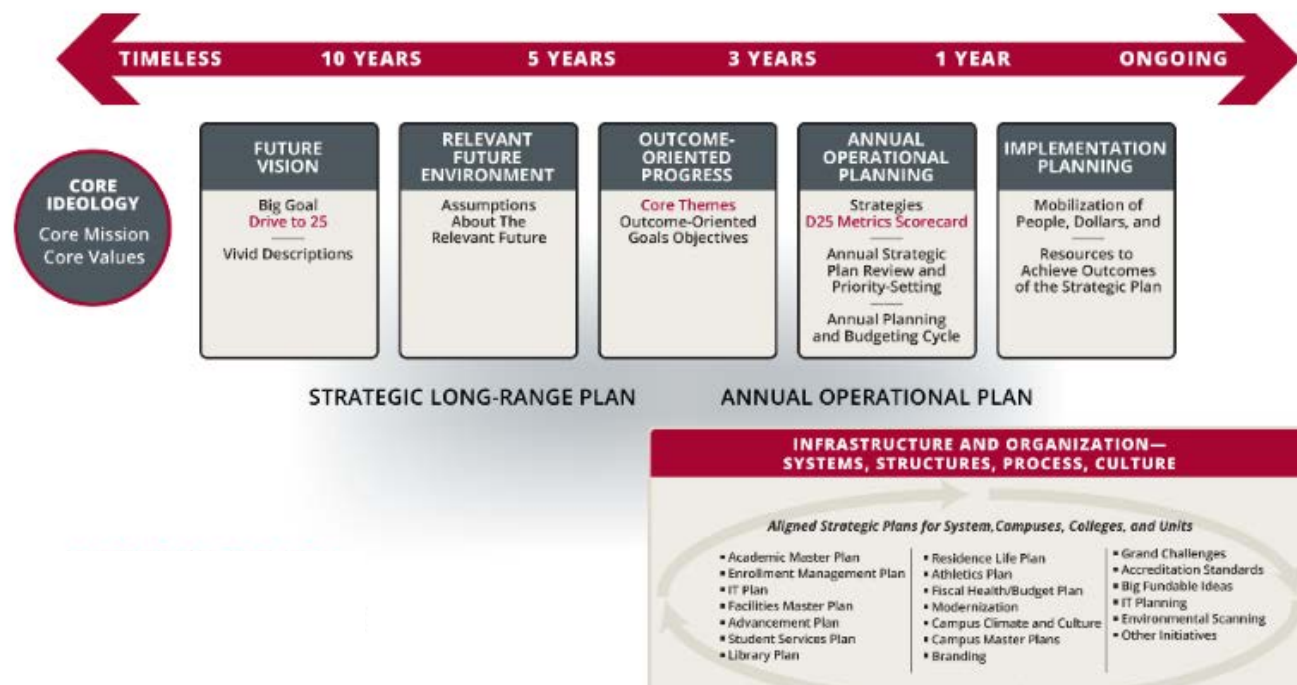 TIMELESS 10 YEARS 5 YEARS 3 YEARS 1 YEAR ONGOING
CORE
IDEOLOGY
Core Mission
Core Values
FUTURE
VISION
Big Goal
Drive to 25
Vivid Descriptions
RELEVANT
FUTURE
ENVIRONMENT
Assumptions
About The
Relevant Future
OUTCOME-
ORIENTED
PROGRESS
Core Themes
Outcome-Oriented
Goals Objectives
ANNUAL
OPERATIONAL
PLANNING
Strategies
D25 Metrics Scorecard
Annual Strategic
Plan Review and
Priority-Setting
Annual Planning
and Budgeting Cycle
IMPLEMENTATION
PLANNING
Mobilization of
People, Dollars, and
Resources to
Achieve Outcomes
of the Strategic Plan
STRATEGIC LONG-RANGE PLAN
ANNUAL OPERATIONAL PLAN
INFRASTRUCTURE AND ORGANIZATION—
SYSTEMS, STRUCTURES, PROCESS, CULTURE
Aligned Strategic Plans for System, Campuses, Colleges, and Units
▪ Academic Master Plan
▪ Enrollment Management Plan
▪ IT Plan
▪ Facilities Master Plan
▪ Advancement Plan
▪ Student Services Plan
▪ Library Plan
▪ Residence Life Plan
▪ Athletics Plan
▪ Fiscal Health/Budget Plan
▪ Modernization
▪ Campus Climate and Culture
▪ Campus Master Plans
▪ Branding
▪ Grand Challenges
▪ Accreditation Standards
▪ Big Fundable Ideas
▪ IT Planning
▪ Environmental Scanning
▪ Other Initiatives